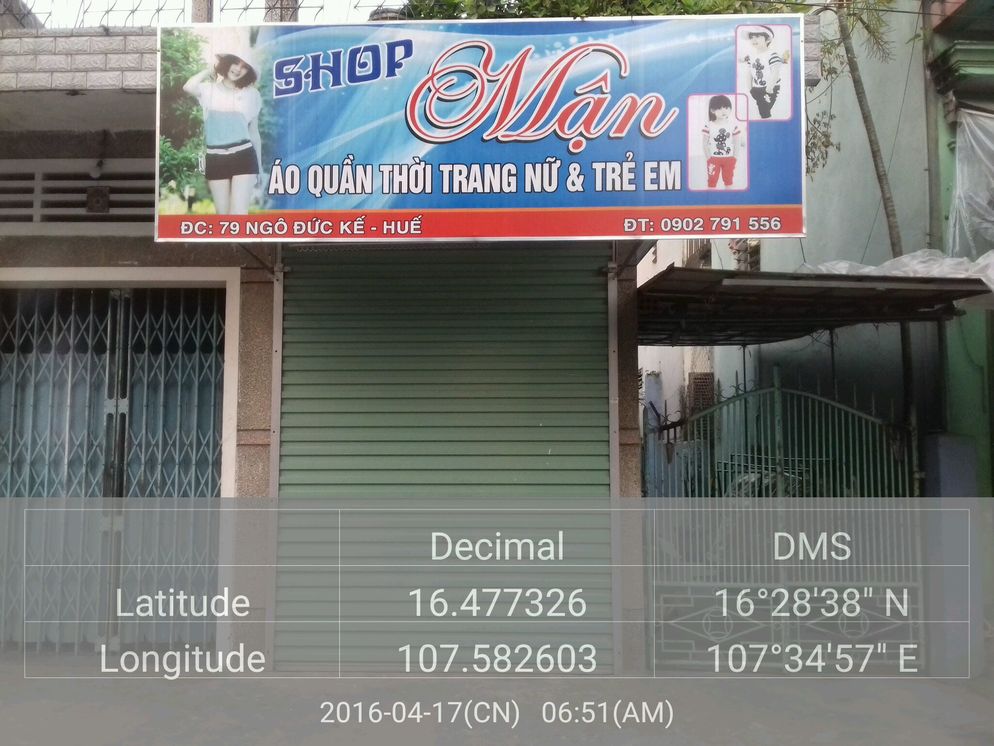 SHOP Mận
ÁO QUẦN THỜI TRANG NỮ & TRẺ EM
ĐC: 79 NGÔ ĐỨC KẾ - HUẾ ĐT: 0902 791 556
Decimal DMS
Latitude 16.477326 16°28'38" N
Longitude 107.582603 107°34'57" E
2016-04-17(CN) 06:51(AM)